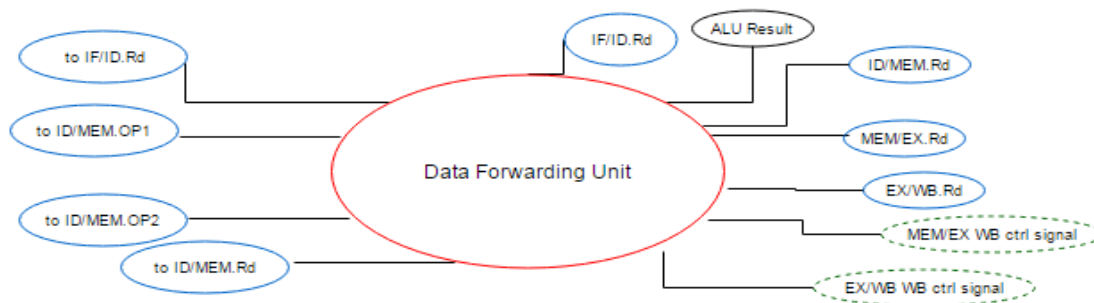 IF/ID.Rd
ALU Result
to IF/ID.Rd
ID/MEM.Rd
to ID/MEM.OP1
MEM/EX.Rd
Data Forwarding Unit
EX/WB.Rd
to ID/MEM.OP2
MEM/EX WB ctrl signal
to ID/MEM.Rd
EX/WB WB ctrl signal